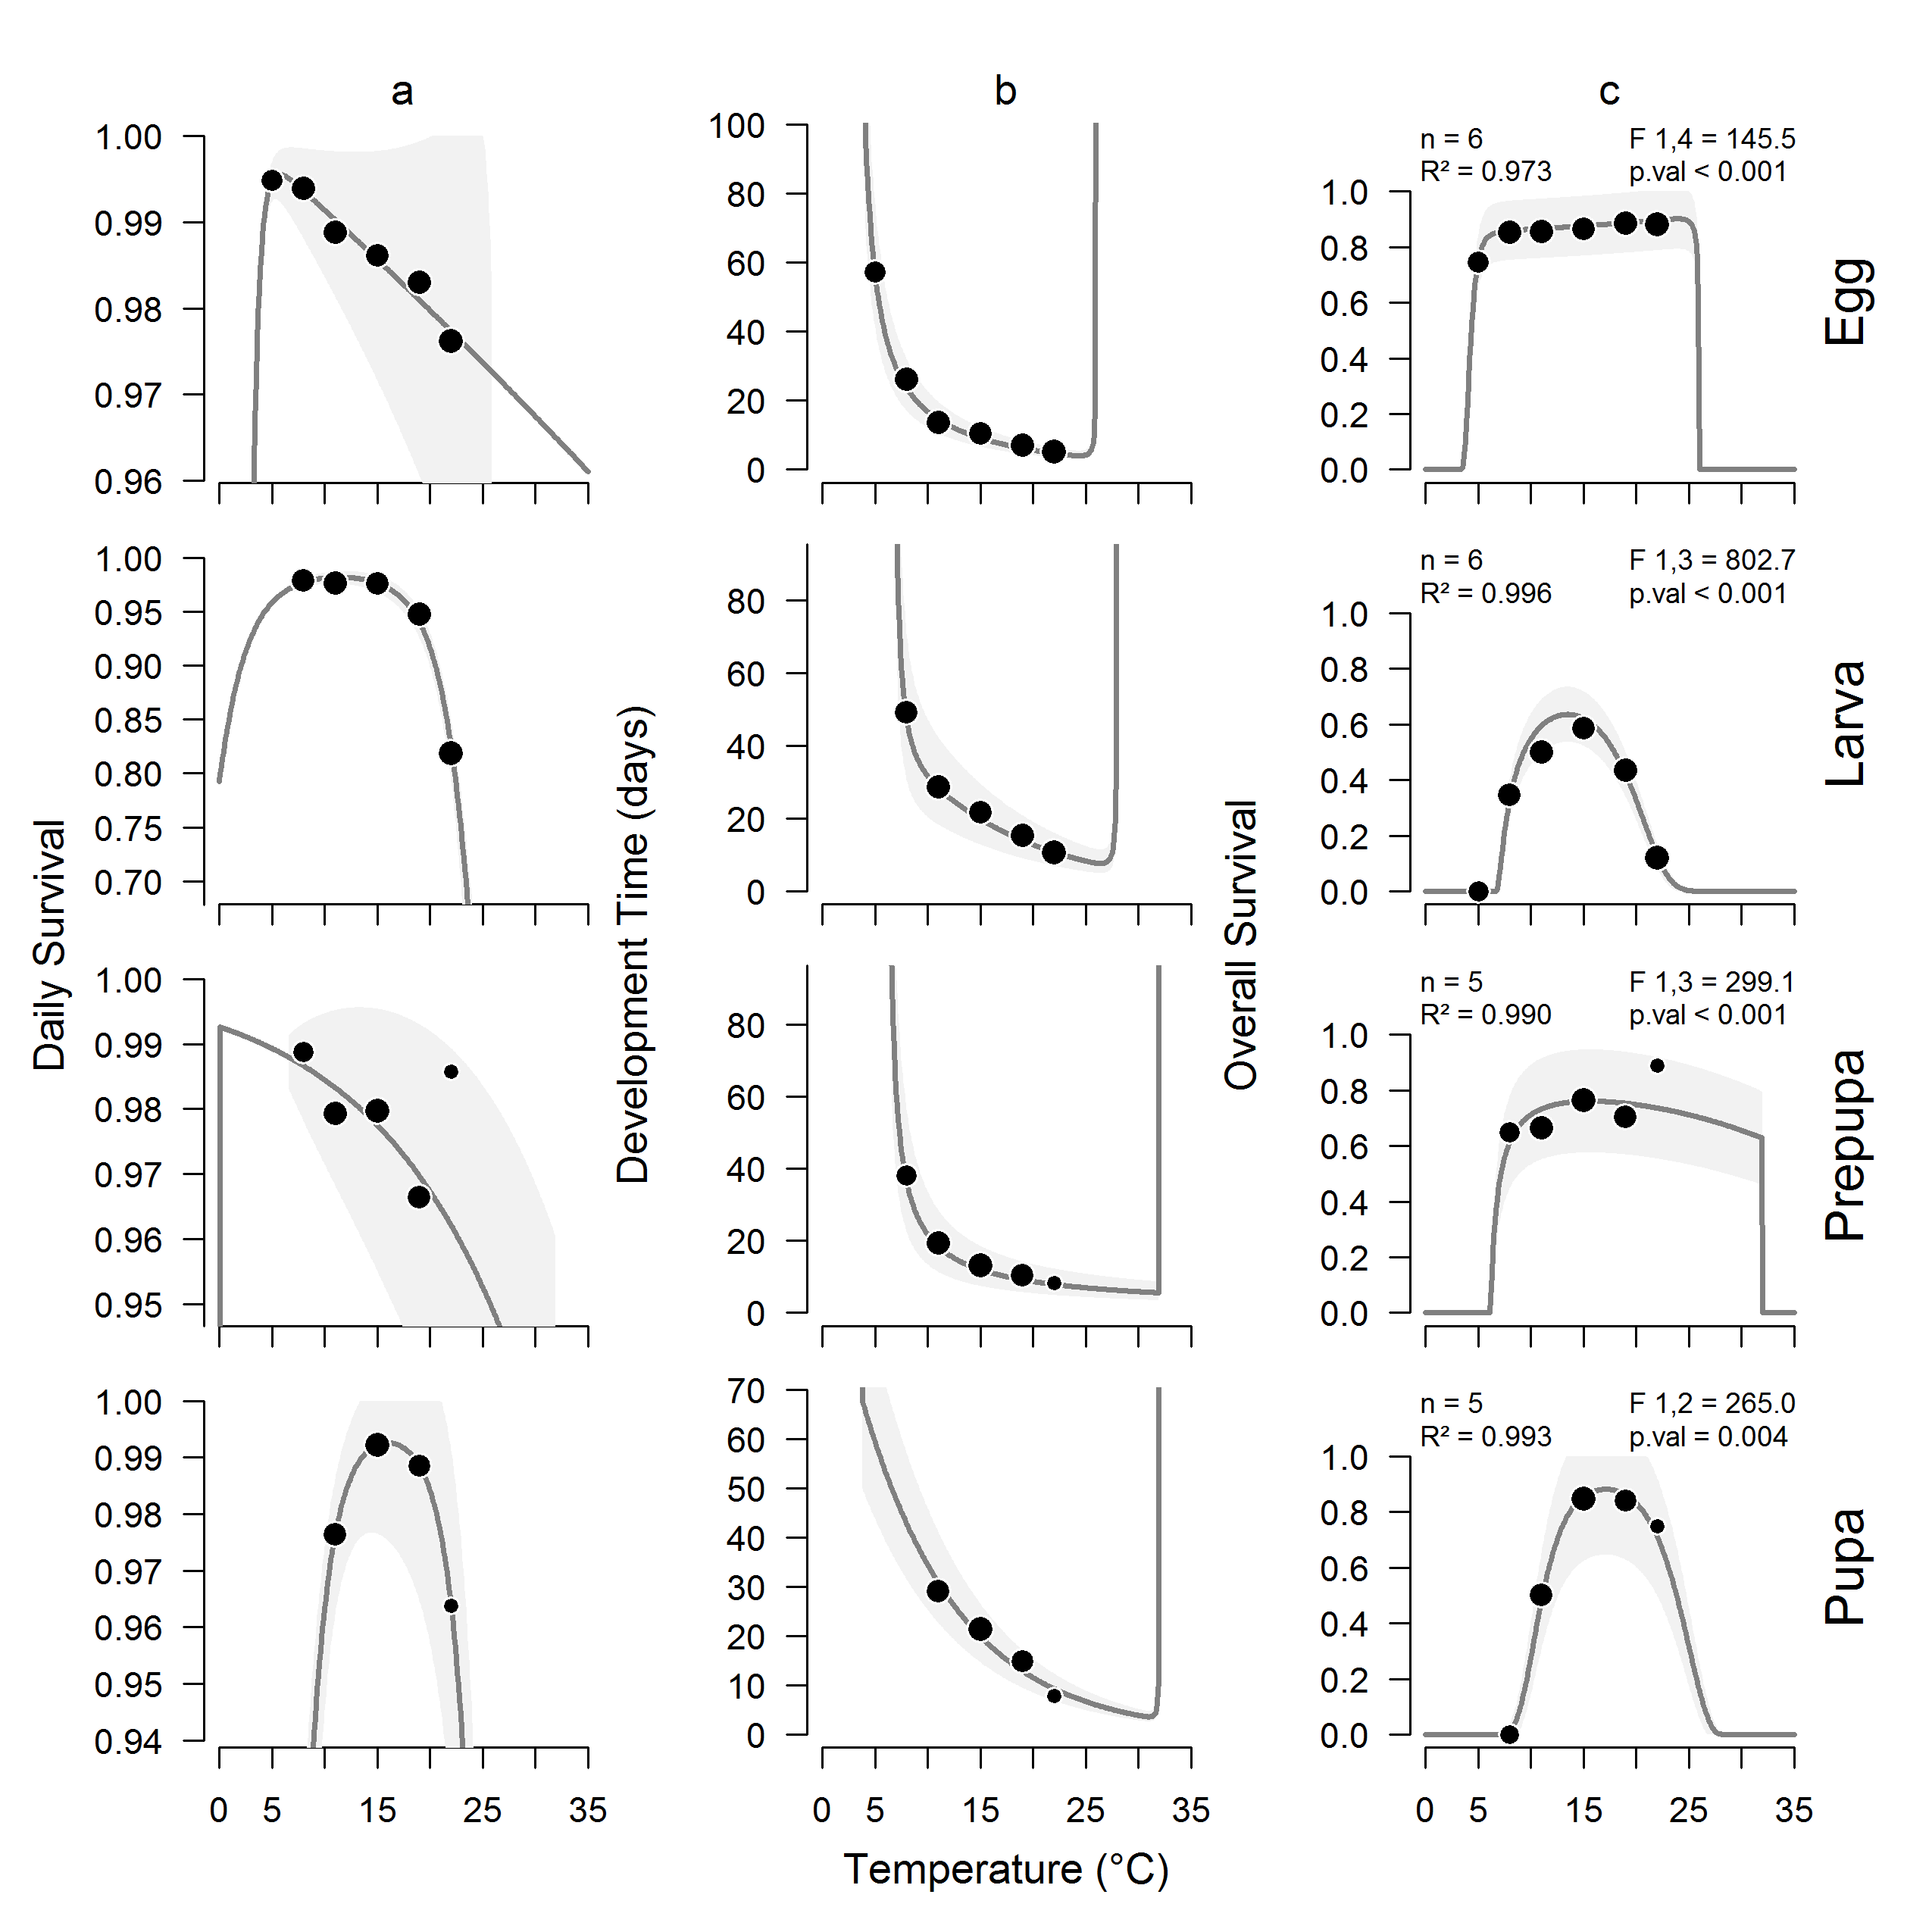 a
b
c
1.00
0.99
0.98
0.97
0.96
100
80
60
40
20
0
n = 6
F 1,4 = 145.5
R² = 0.973
p.val < 0.001
1.0
0.8
0.6
0.4
0.2
0.0
Egg
1.00
0.95
0.90
0.85
0.80
0.75
0.70
80
60
40
20
0
n = 6
F 1,3 = 802.7
R² = 0.996
p.val < 0.001
1.0
0.8
0.6
0.4
0.2
0.0
Larva
Daily Survival
Development Time (days)
Overall Survival
1.00
0.99
0.98
0.97
0.96
0.95
80
60
40
20
0
n = 5
F 1,3 = 299.1
R² = 0.990
p.val < 0.001
1.0
0.8
0.6
0.4
0.2
0.0
Prepupa
1.00
0.99
0.98
0.97
0.96
0.95
0.94
70
60
50
40
30
20
10
0
n = 5
F 1,2 = 265.0
R² = 0.993
p.val = 0.004
1.0
0.8
0.6
0.4
0.2
0.0
Pupa
0 5 15 25 35
0 5 15 25 35
0 5 15 25 35
Temperature (°C)